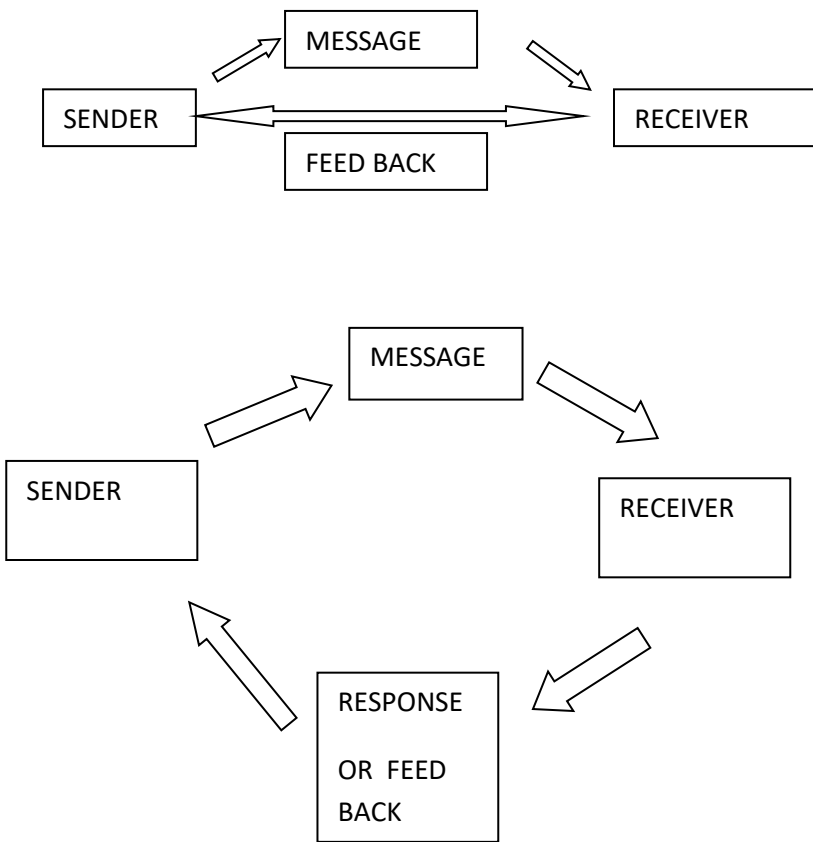 MESSAGE
SENDER
RECEIVER
FEED BACK
MESSAGE
SENDER
RECEIVER
RESPONSE
OR FEED
BACK